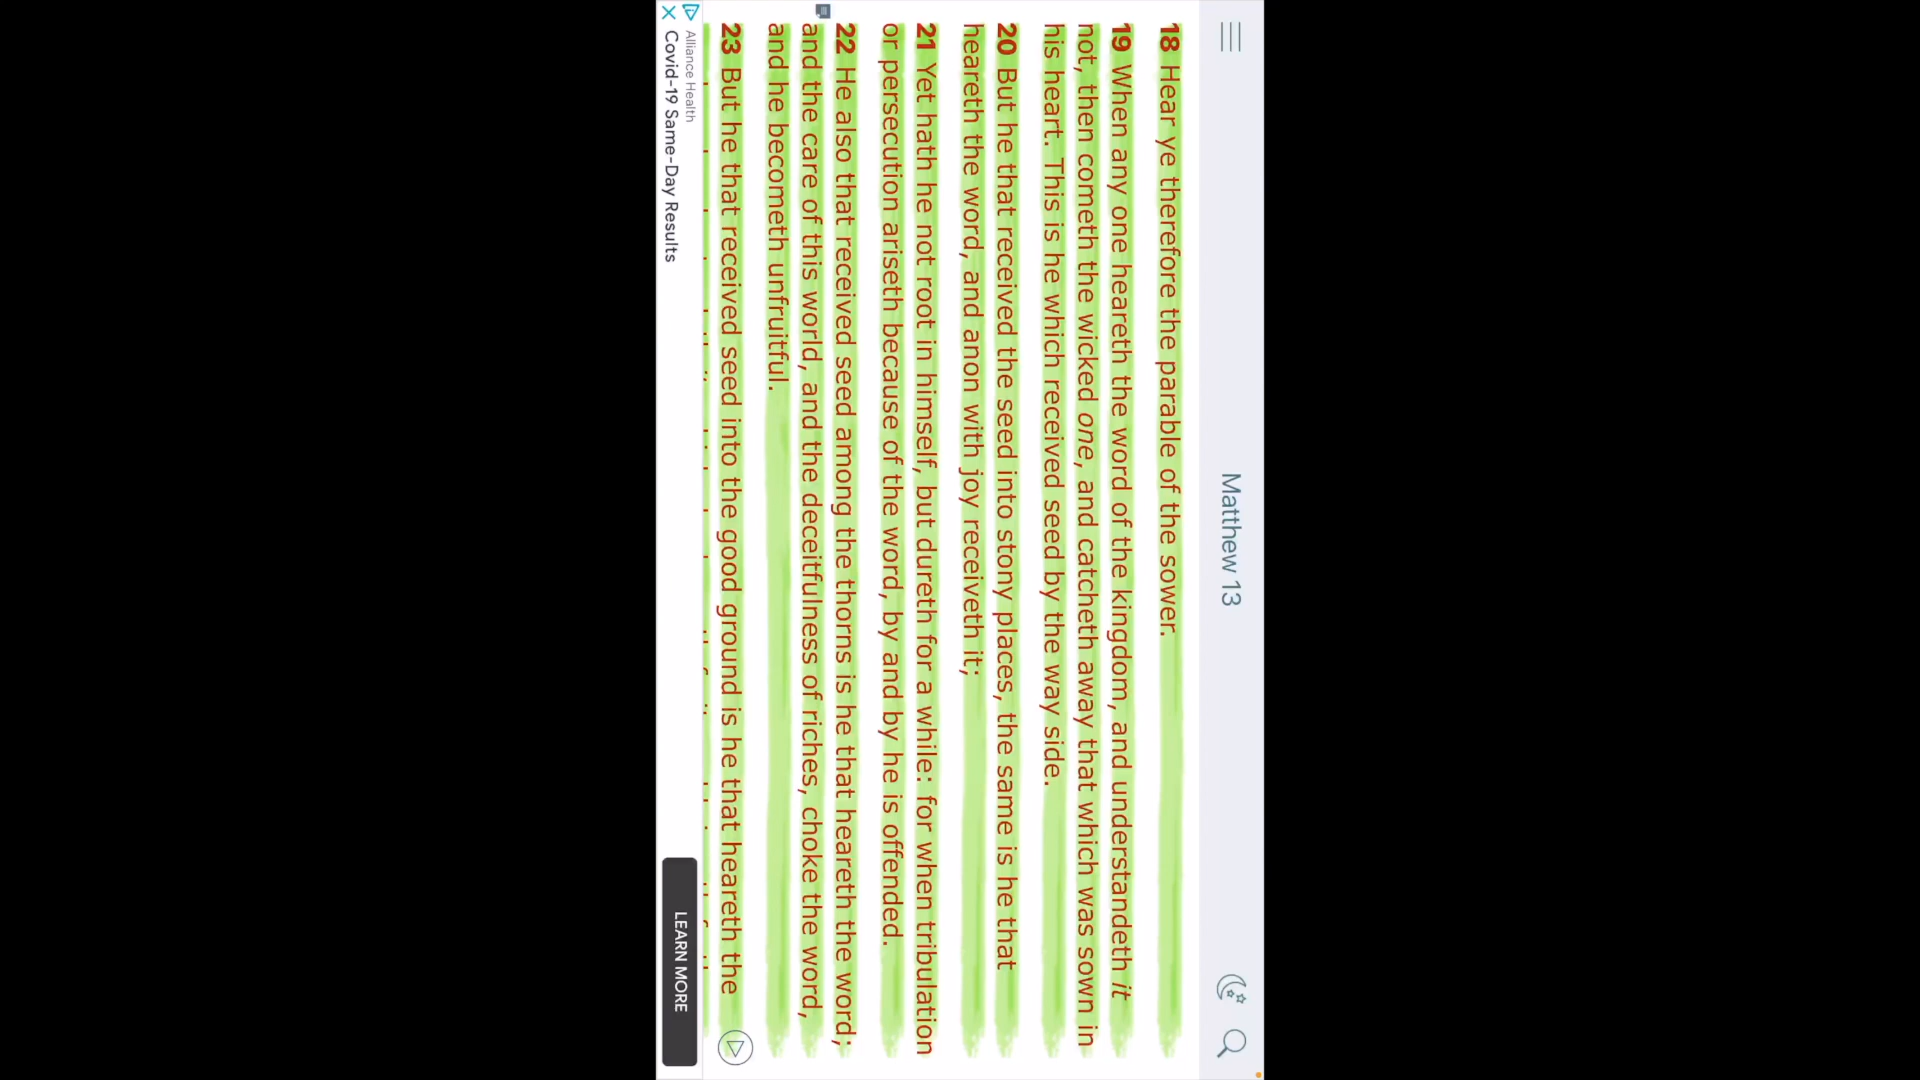 Matthew 13
18 Hear ye therefore the parable of the sower.
19 When any one heareth the word of the kingdom, and understandeth it
not, then cometh the wicked one, and catcheth away that which was sown in
his heart. This is he which received seed by the way side.
20 But he that received the seed into stony places, the same is he that
heareth the word, and anon with joy receiveth it;
21 Yet hath he not root in himself, but dureth for a while: for when tribulation
or persecution ariseth because of the word, by and by he is offended.
22 He also that received seed among the thorns is he that heareth the word;
and the care of this world, and the deceitfulness of riches, choke the word,
and he becometh unfruitful.
23 But he that received seed into the good ground is he that heareth the
Alliance Health
Covid-19 Same-Day Results
LEARN MORE